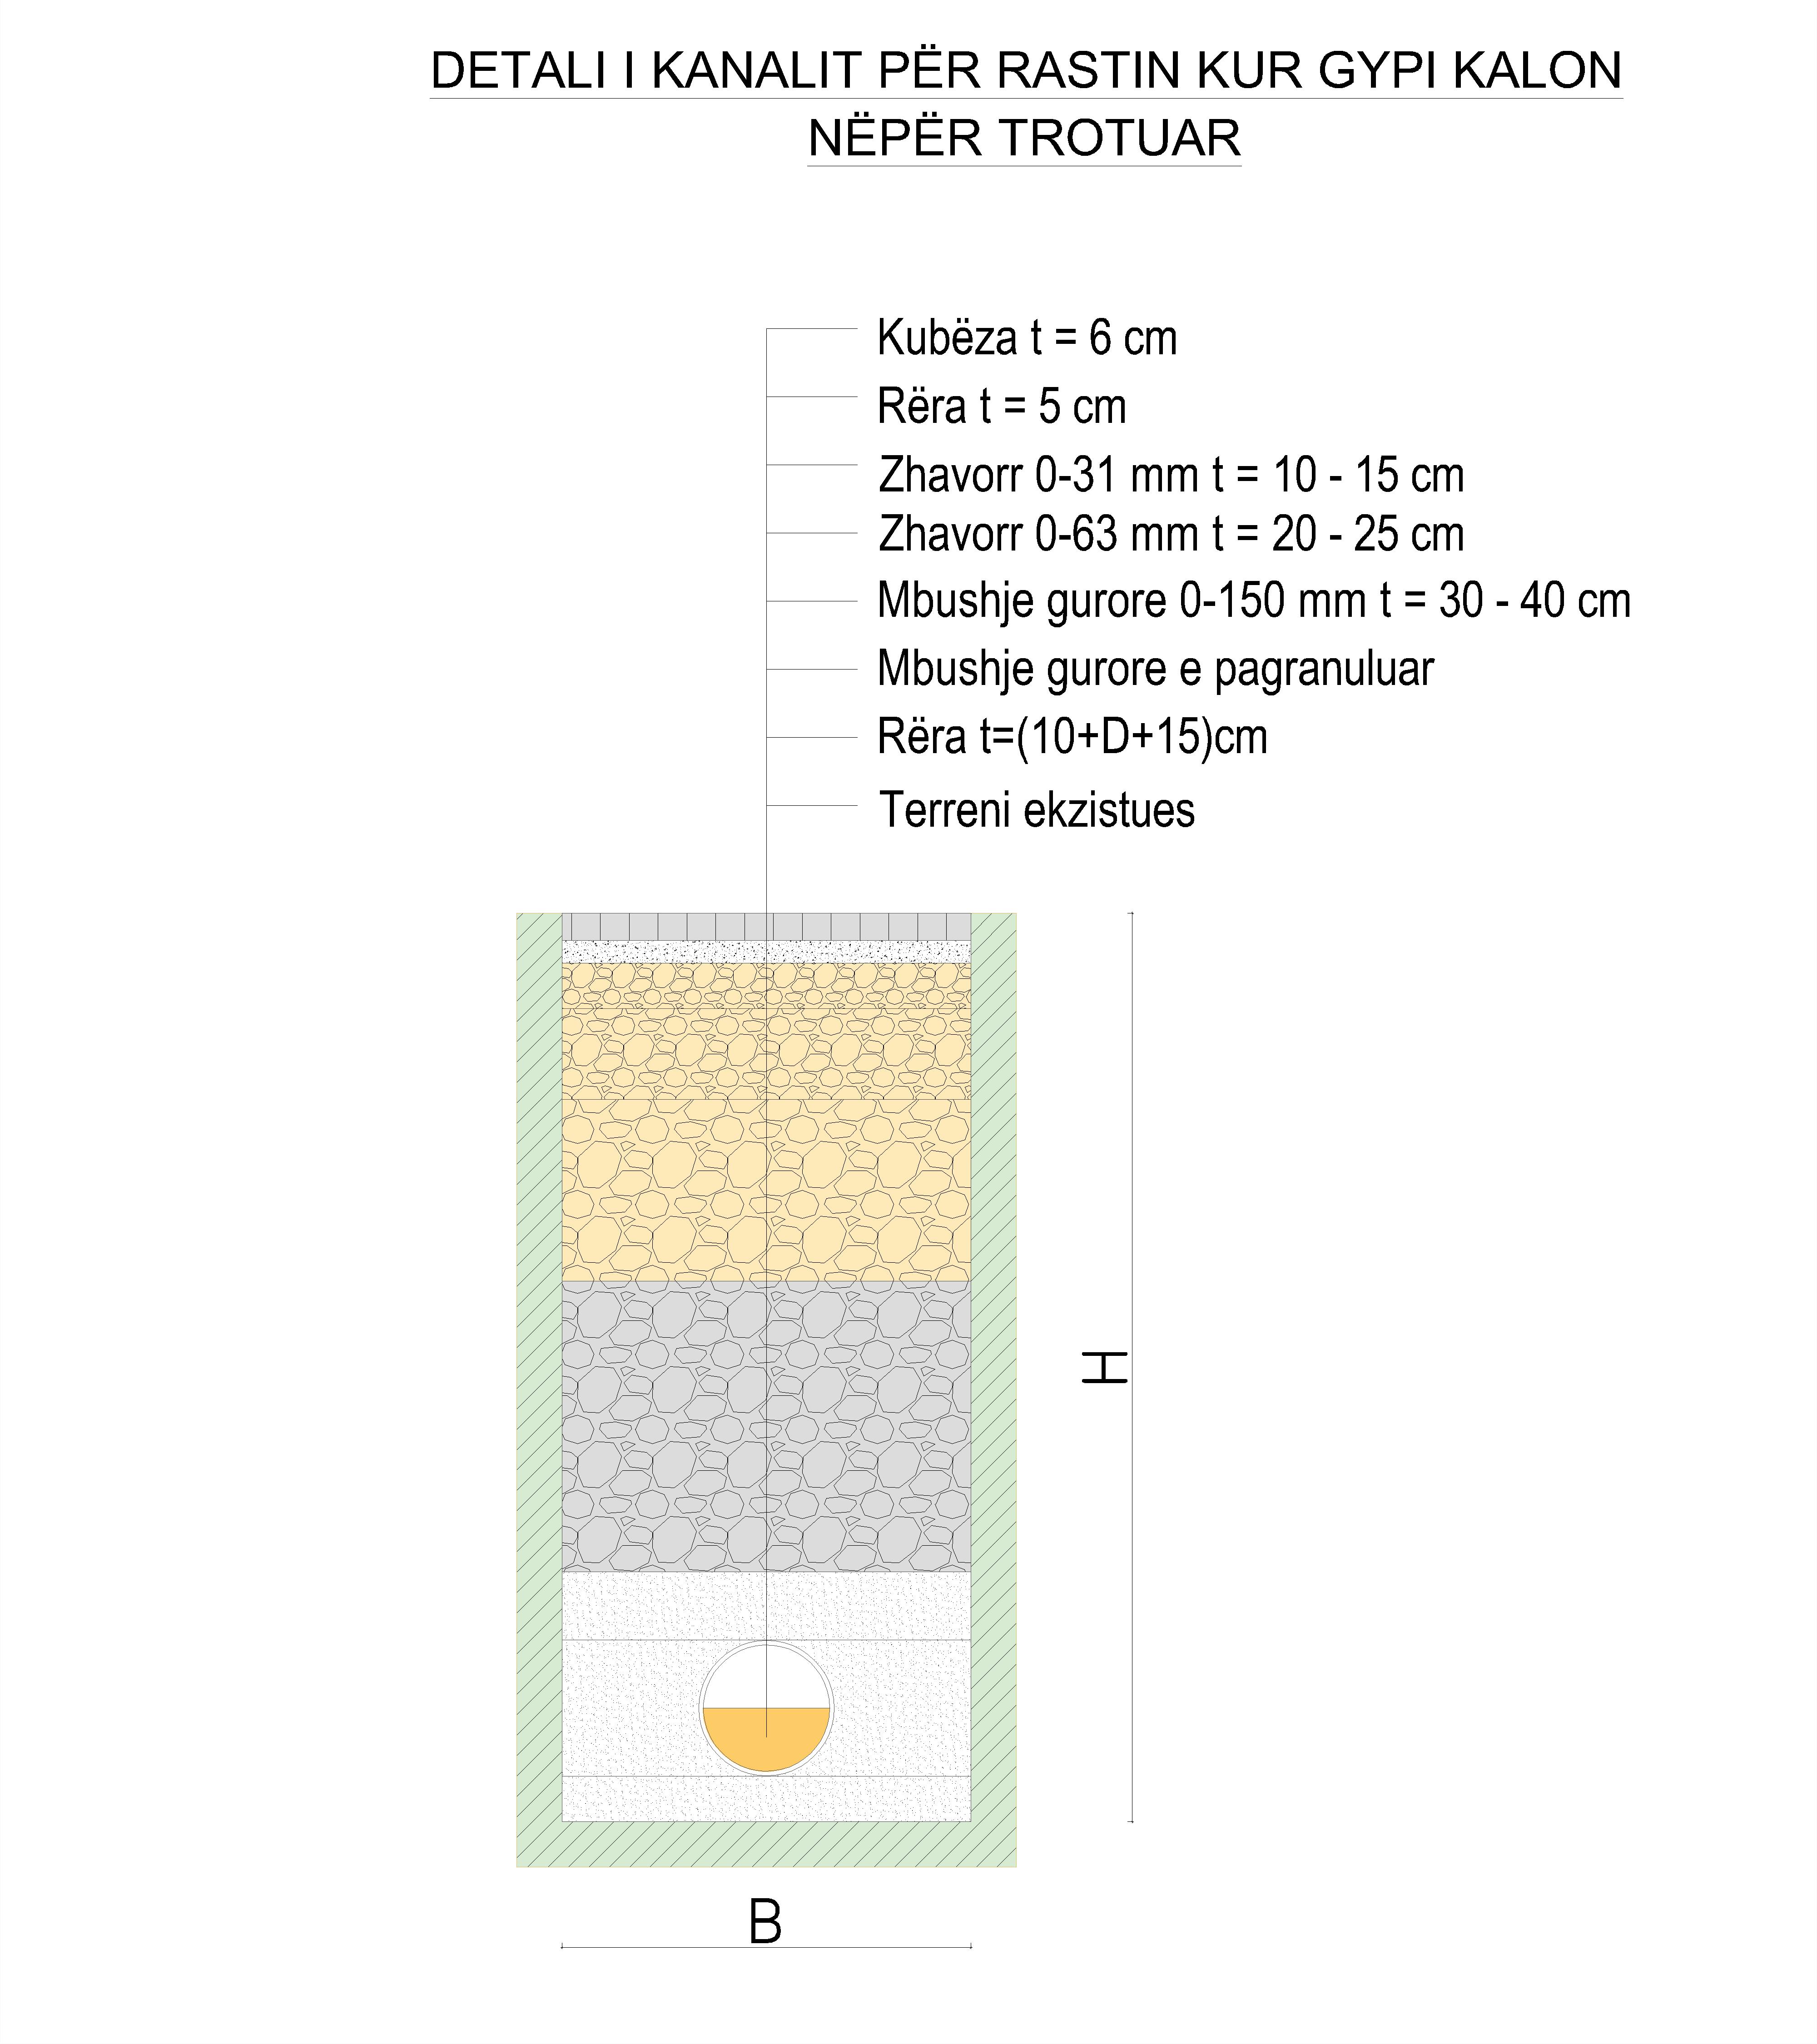 DETALI I KANALIT PËR RASTIN KUR GYPI KALON
NËPËR TROTUAR
Kubëza t = 6 cm
Rëra t = 5 cm
Zhavorr 0-31 mm t = 10 - 15 cm
Zhavorr 0-63 mm t = 20 - 25 cm
Mbushje gurore 0-150 mm t = 30 - 40 cm
Mbushje gurore e pagranuluar
Rëra t=(10+D+15)cm
Terreni ekzistues
H
B